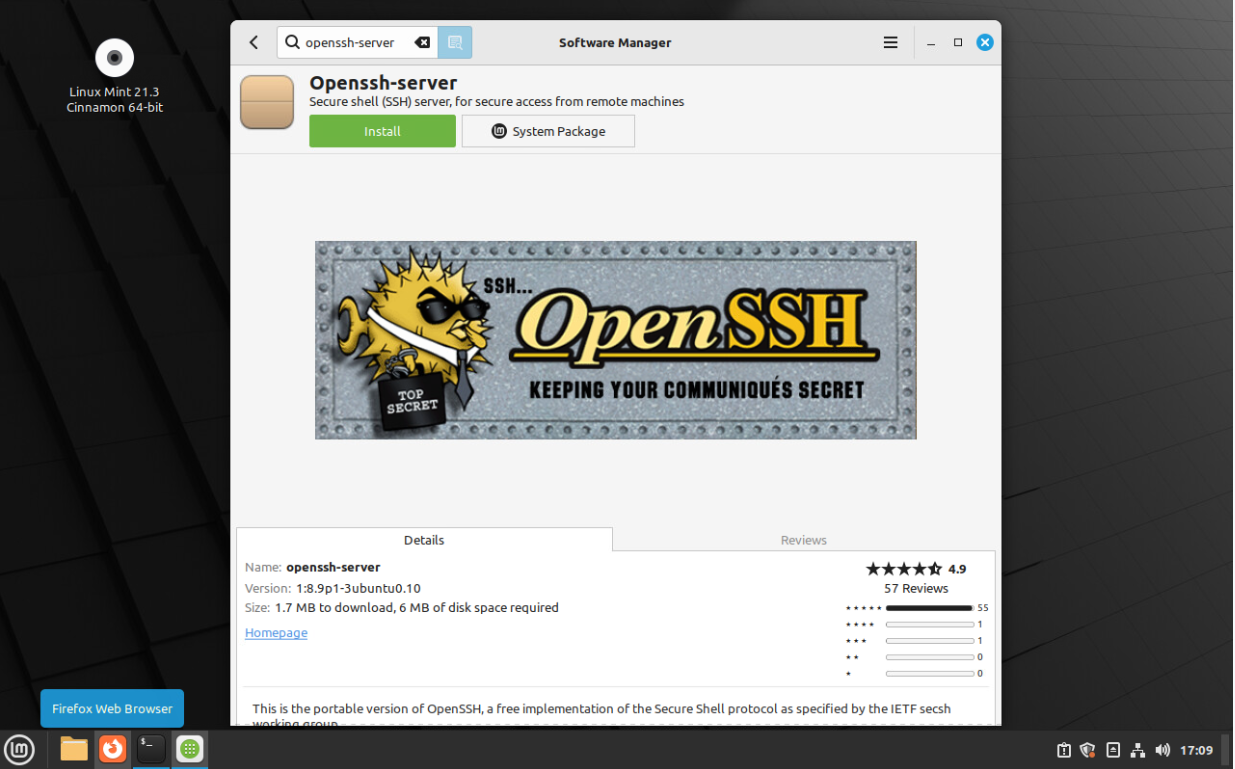 openssh-server
Software Manager
Linux Mint 21.3
Cinnamon 64-bit
Openssh-server
Secure shell (SSH) server, for secure access from remote machines
Install
System Package
SSH...
OpenSSH
KEEPING YOUR COMMUNIQUÉS SECRET
TOP
SECRET
Details
Reviews
Name: openssh-server
Version: 1:8.9p1-3ubuntu0.10
Size: 1.7 MB to download, 6 MB of disk space required
Homepage
4.9
57 Reviews
55
1
1
0
0
This is the portable version of OpenSSH, a free implementation of the Secure Shell protocol as specified by the IETF secsh
working group
Firefox Web Browser
$_
17:09